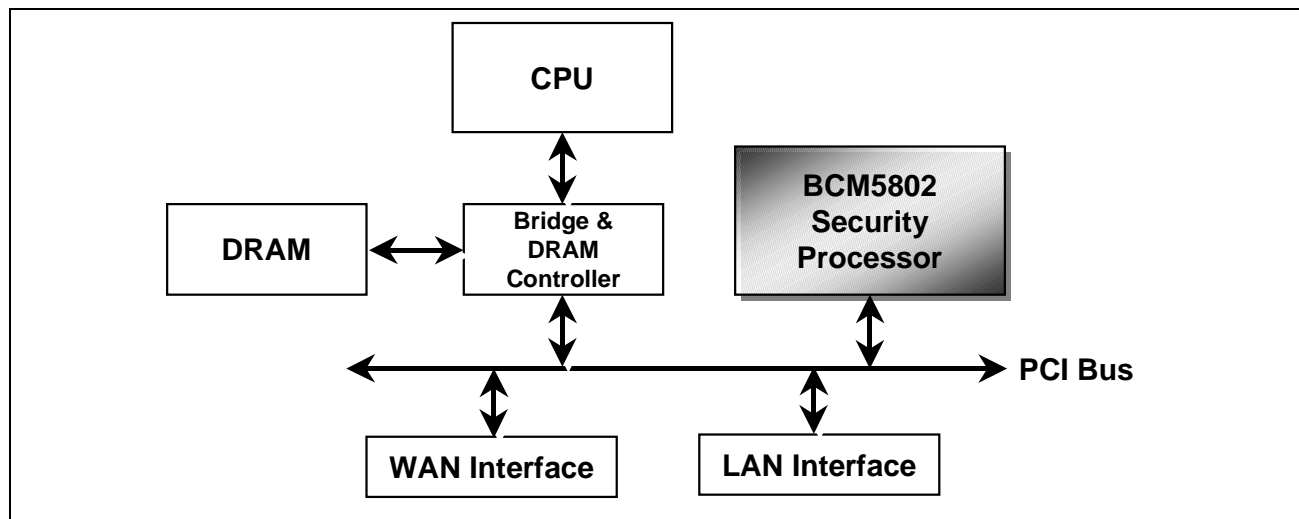 CPU
BCM5802
Security
Processor
DRAM
Bridge &
DRAM
Controller
PCI Bus
WAN Interface
LAN Interface